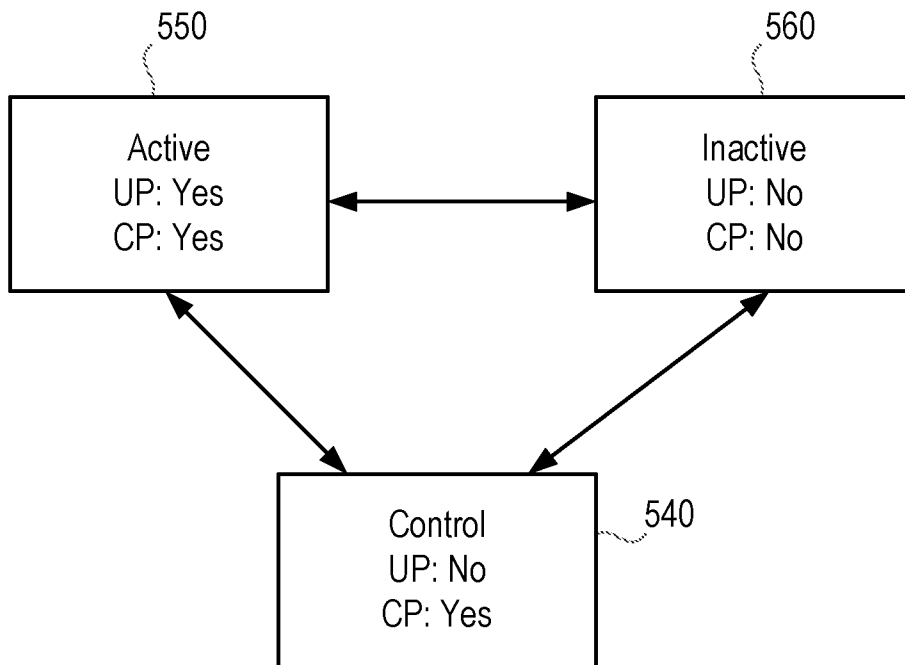 550
560
Active
UP: Yes
CP: Yes
Inactive
UP: No
CP: No
540
Control
UP: No
CP: Yes